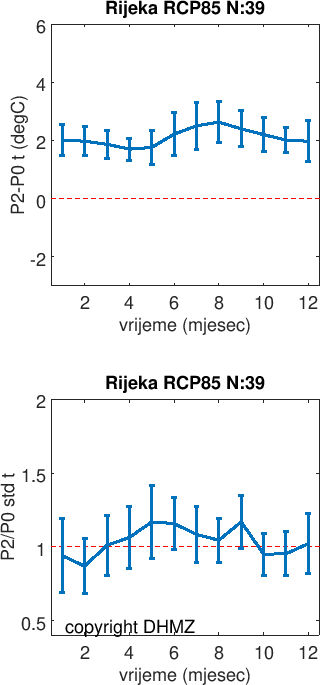 Rijeka RCP85 N:39
6
4
2
0
-2
P2-P0 t (degC)
2 4 6 8 10 12
vrijeme (mjesec)
Rijeka RCP85 N:39
2
1.5
1
0.5
P2/P0 std t
copyright DHMZ
2 4 6 8 10 12
vrijeme (mjesec)